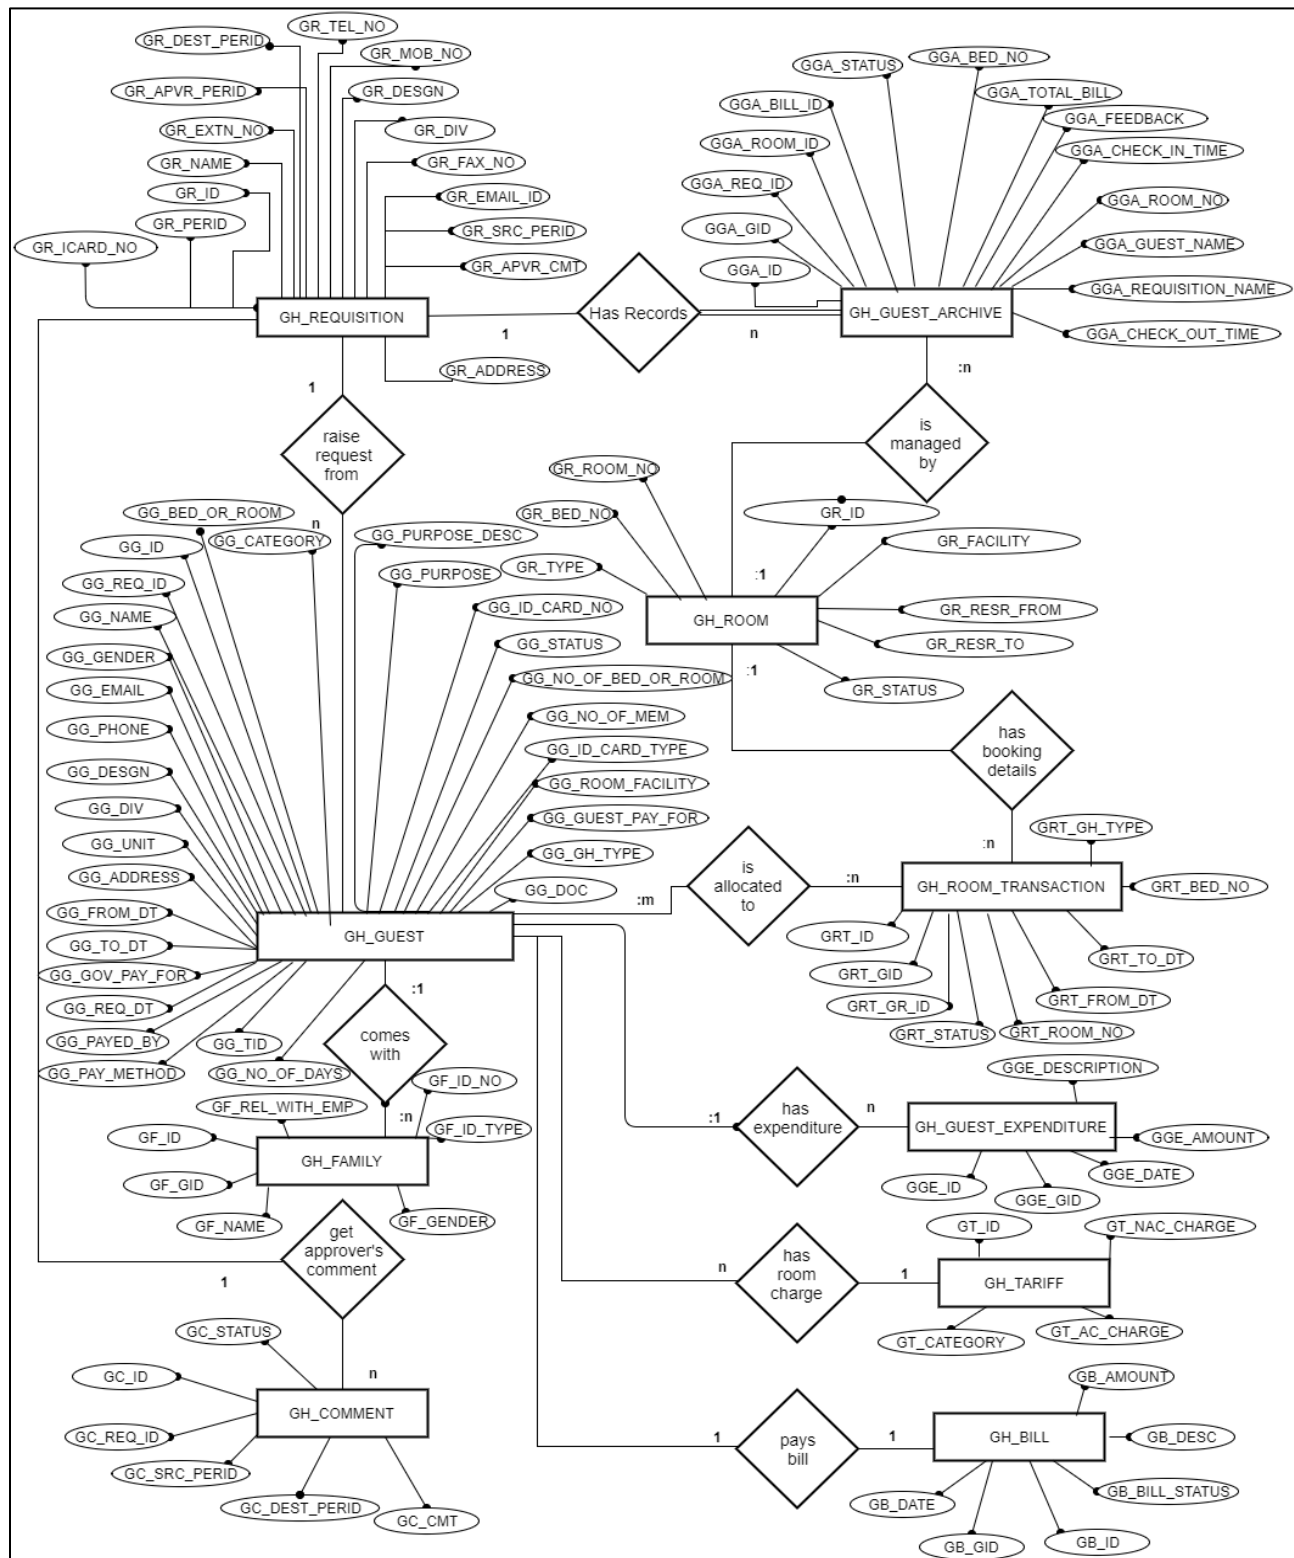 GR_TEL_NO
GR_DEST_PERID
GR_MOB_NO
GR_APVR_PERID
GR_DESGN
GR_EXTN_NO
GR_DIV
GR_NAME
GR_FAX_NO
GR_ID
GR_EMAIL_ID
GR_PERID
GR_SRC_PERID
GR_ICARD_NO
GR_APVR_CMT
GH_REQUISITION
GR_ADDRESS
1
Has Records
n
GGA_STATUS
GGA_BED_NO
GGA_BILL_ID
GGA_TOTAL_BILL
GGA_FEEDBACK
GGA_ROOM_ID
GGA_CHECK_IN_TIME
GGA_REQ_ID
GGA_ROOM_NO
GGA_GID
GGA_GUEST_NAME
GGA_ID
GGA_REQUISITION_NAME
GH_GUEST_ARCHIVE
GGA_CHECK_OUT_TIME
:n
is
managed
by
:1
1
raise
request
from
n
GR_ROOM_NO
GR_BED_NO
GR_ID
GR_TYPE
GR_FACILITY
GH_ROOM
GR_RESR_FROM
GR_RESR_TO
GR_STATUS
:1
has
booking
details
:n
GG_BED_OR_ROOM
GG_CATEGORY
GG_PURPOSE_DESC
GG_ID
GG_PURPOSE
GG_REQ_ID
GG_ID_CARD_NO
GG_NAME
GG_STATUS
GG_GENDER
GG_NO_OF_BED_OR_ROOM
GG_EMAIL
GG_NO_OF_MEM
GG_PHONE
GG_ID_CARD_TYPE
GG_DESGN
GG_ROOM_FACILITY
GG_DIV
GG_GUEST_PAY_FOR
GG_UNIT
GG_GH_TYPE
GG_ADDRESS
GG_DOC
GG_FROM_DT
GH_GUEST
GG_TO_DT
GG_GOV_PAY_FOR
GG_REQ_DT
GG_PAYED_BY
GG_TID
GG_PAY_METHOD
GG_NO_OF_DAYS
:m
is
allocated
to
:n
GRT_GH_TYPE
GH_ROOM_TRANSACTION
GRT_BED_NO
GRT_ID
GRT_TO_DT
GRT_GID
GRT_FROM_DT
GRT_GR_ID
GRT_STATUS
GRT_ROOM_NO
:1
comes
with
:n
GF_ID_NO
GF_REL_WITH_EMP
GF_ID_TYPE
GF_ID
GH_FAMILY
GF_GID
GF_NAME
GF_GENDER
:1
has
expenditure
n
GGE_DESCRIPTION
GH_GUEST_EXPENDITURE
GGE_AMOUNT
GGE_DATE
GGE_ID
GGE_GID
get
approver's
comment
1
n
n
has
room
charge
1
GT_ID
GT_NAC_CHARGE
GH_TARIFF
GT_CATEGORY
GT_AC_CHARGE
GC_STATUS
GC_ID
GH_COMMENT
GC_REQ_ID
GC_SRC_PERID
GC_DEST_PERID
GC_CMT
1
pays
bill
1
GB_AMOUNT
GH_BILL
GB_DESC
GB_BILL_STATUS
GB_DATE
GB_GID
GB_ID